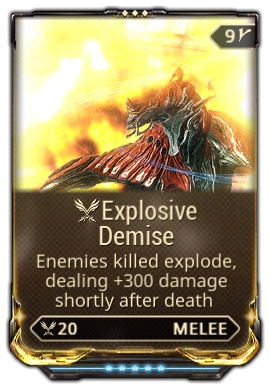 9
Explosive
Demise
Enemies killed explode,
dealing +300 damage
shortly after death
20 MELEE